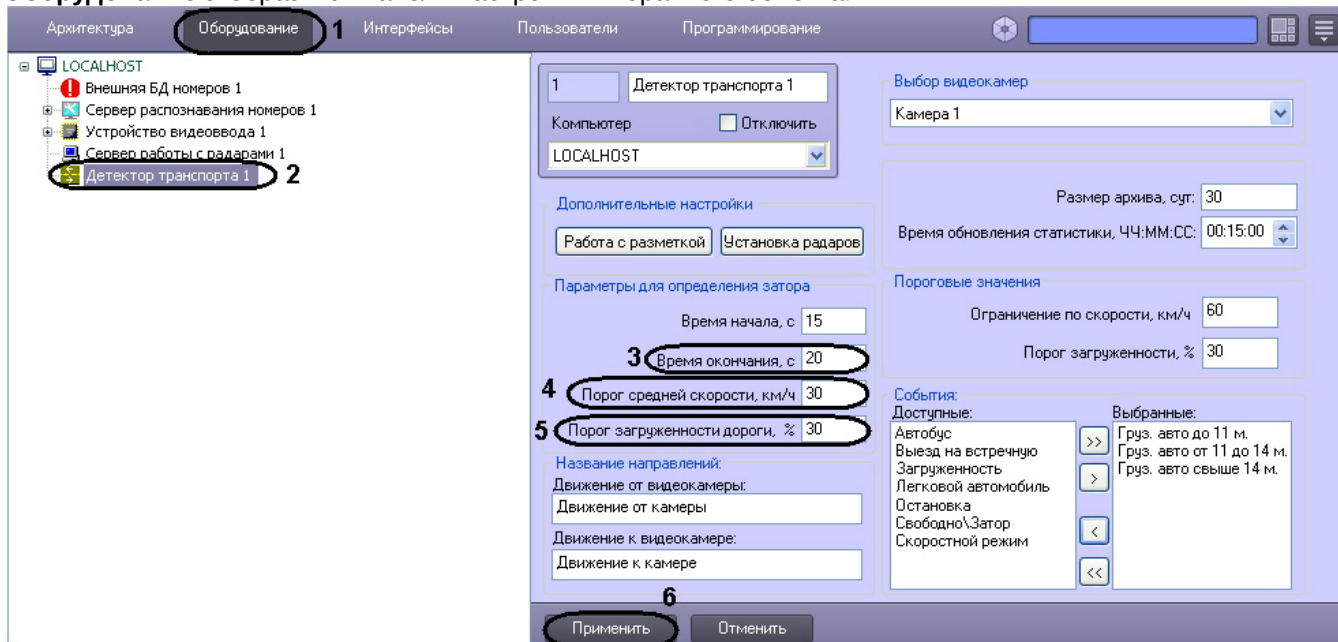 Архитектура Оборудование 1 Интерфейсы Пользователи Программирование
LOCALHOST
Внешняя БД номеров 1
Сервер распознавания номеров 1
Устройство видеоввода 1
Сервер работы с радарами 1
Детектор транспорта 1 2
1 Детектор транспорта 1
Компьютер Отключить
LOCALHOST
Дополнительные настройки
Работа с разметкой Установка радаров
Параметры для определения затора
Время начала, с 15
3 Время окончания, с 20
4 Порог средней скорости, км/ч 30
5 Порог загруженности дороги, % 30
Название направлений:
Движение от видеокамеры:
Движение от камеры
Движение к видеокамере:
Движение к камере
Выбор видеокамер
Камера 1
Размер архива, сут: 30
Время обновления статистики, ЧЧ:ММ:СС: 00:15:00
Пороговые значения
Ограничение по скорости, км/ч 60
Порог загруженности, % 30
События:
Доступные: Выбранные:
Автобус
Выезд на встречную
Загруженность
Легковой автомобиль
Остановка
Свободно\Затор
Скоростной режим
>>
>
<
<<
Груз. авто до 11 м.
Груз. авто от 11 до 14 м.
Груз. авто свыше 14 м.
6
Применить Отменить